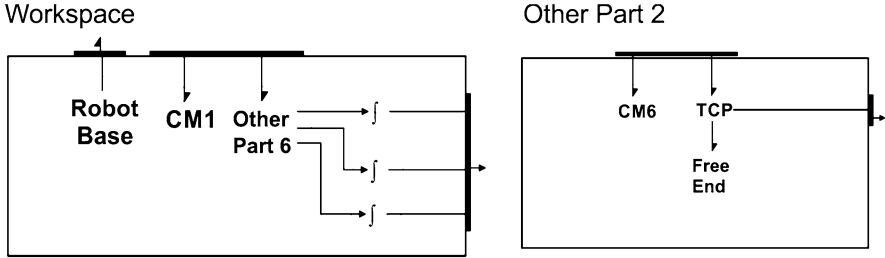 Workspace
Robot
Base
CM1
Other
Part 6
∫
∫
∫
Other Part 2
CM6
TCP
Free
End